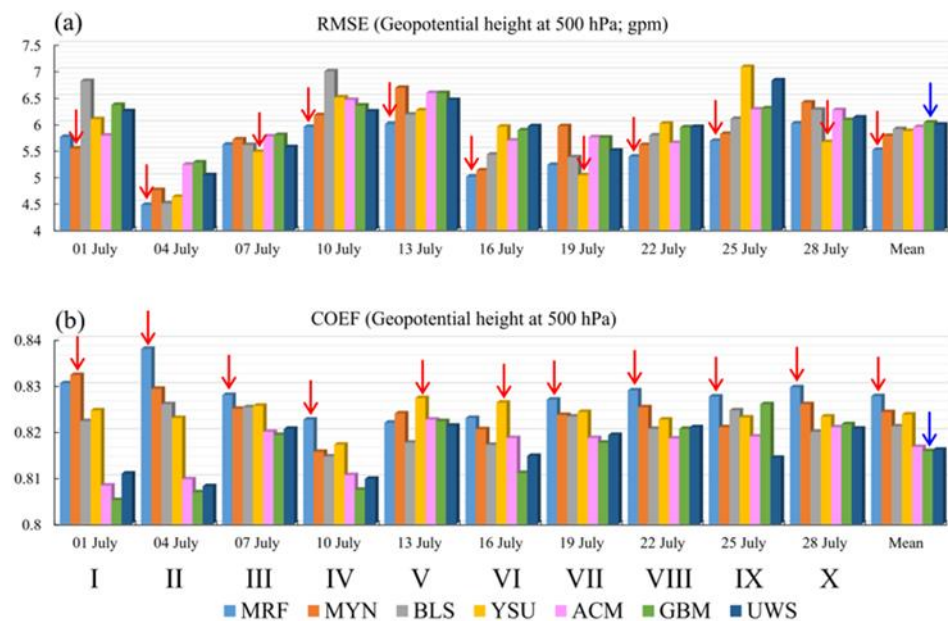 (a)
RMSE (Geopotential height at 500 hPa; gpm)
7.5
7
6.5
6
5.5
5
4.5
4
01 July 04 July 07 July 10 July 13 July 16 July 19 July 22 July 25 July 28 July Mean
(b)
COEF (Geopotential height at 500 hPa)
0.84
0.83
0.82
0.81
0.8
01 July 04 July 07 July 10 July 13 July 16 July 19 July 22 July 25 July 28 July Mean
I II III IV V VI VII VIII IX X
MRF MYN BLS YSU ACM GBM UWS